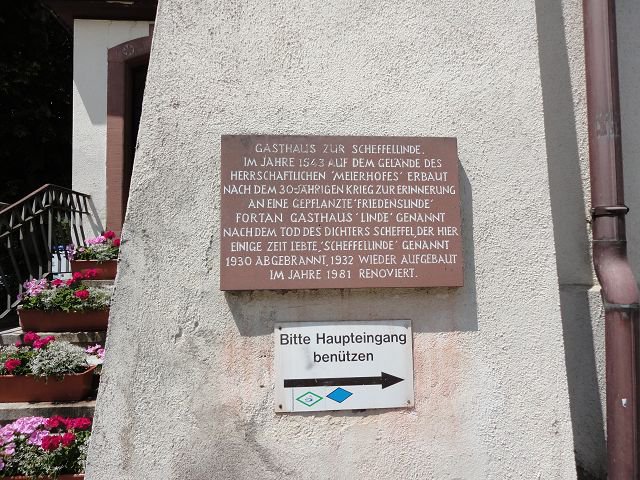 GASTHAUS ZUR SCHEFFELLINDE.
IM JAHRE 1543 AUF DEM GELÄNDE DES
HERRSCHAFTLICHEN 'MEIERHOFES' ERBAUT
NACH DEM 30JÄHRIGEN KRIEG ZUR ERINNERUNG
AN EINE GEPFLANZTE 'FRIEDENSLINDE'
FORTAN GASTHAUS 'LINDE' GENANNT
NACH DEM TOD DES DICHTERS SCHEFFEL, DER HIER
EINIGE ZEIT LEBTE, 'SCHEFFELLINDE' GENANNT
1930 ABGEBRANNT, 1932 WIEDER AUFGEBAUT
IM JAHRE 1981 RENOVIERT.
Bitte Haupteingang
benützen